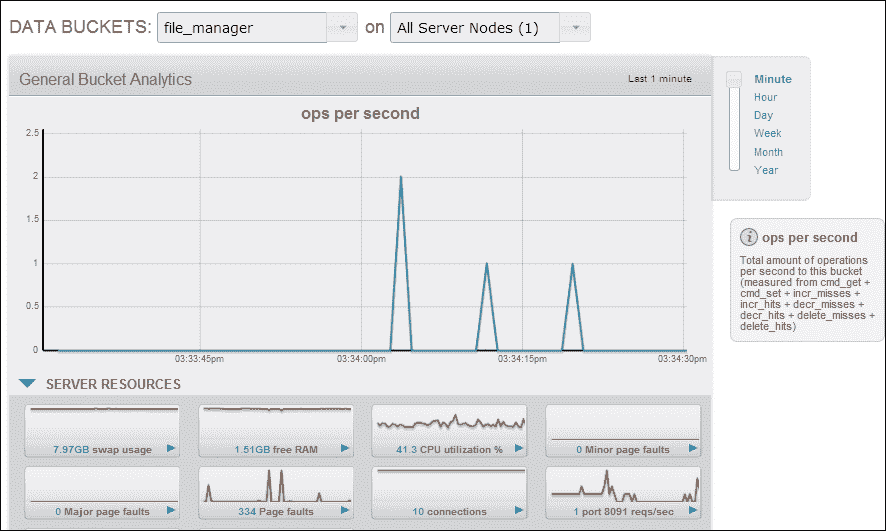 DATA BUCKETS: file_manager on All Server Nodes (1)
General Bucket Analytics
Last 1 minute
Minute
Hour
Day
Week
Month
Year
ops per second
2.5
2
1.5
1
0.5
0
03:33:45pm
03:34:00pm
03:34:15pm
03:34:30pm
i ops per second
Total amount of operations
per second to this bucket
(measured from cmd_get +
cmd_set + incr_misses +
incr_hits + decr_misses +
decr_hits + delete_misses +
delete_hits)
SERVER RESOURCES
7.97GB swap usage
1.51GB free RAM
41.3 CPU utilization %
0 Minor page faults
0 Major page faults
334 Page faults
10 connections
1 port 8091 reqs/sec